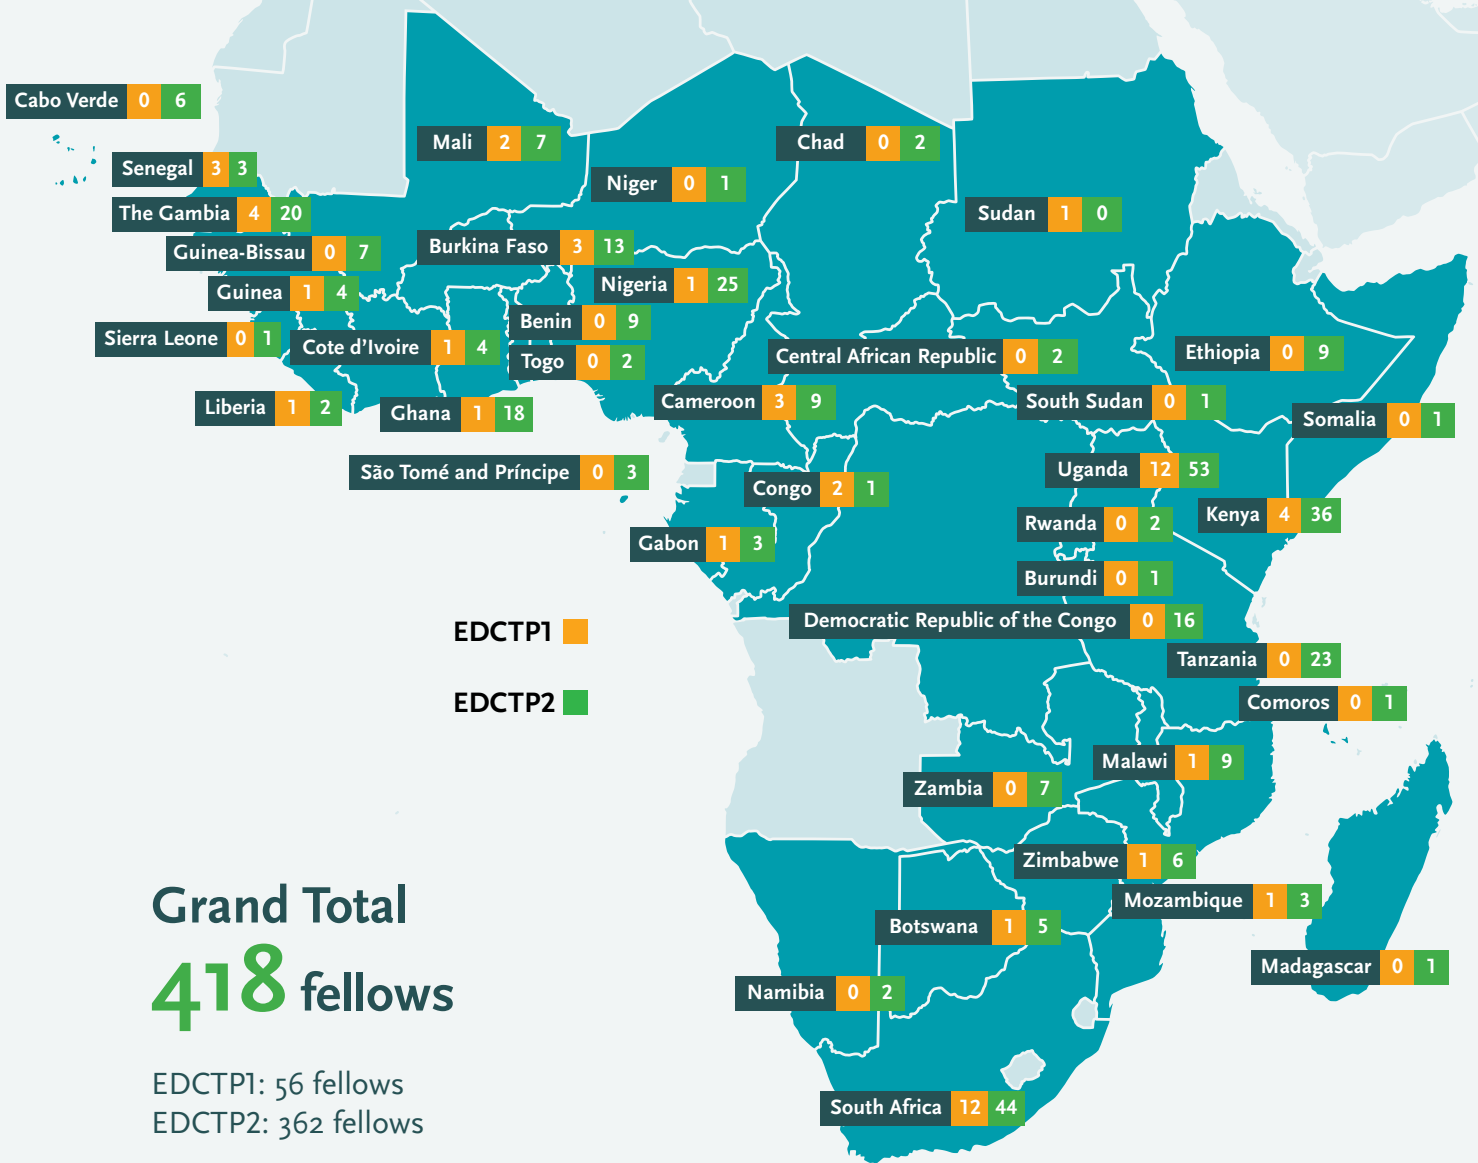 Cabo Verde 0 6
Mali 2 7
Chad 0 2
Senegal 3 3
Niger 0 1
The Gambia 4 20
Sudan 1 0
Guinea-Bissau 0 7
Burkina Faso 3 13
Nigeria 1 25
Guinea 1 4
Benin 0 9
Sierra Leone 0 1
Cote d'Ivoire 1 4
Togo 0 2
Central African Republic 0 2
Ethiopia 0 9
Liberia 1 2
Ghana 1 18
Cameroon 3 9
South Sudan 0 1
Somalia 0 1
São Tomé and Príncipe 0 3
Congo 2 1
Uganda 12 53
Rwanda 0 2
Kenya 4 36
Gabon 1 3
Burundi 0 1
Democratic Republic of the Congo 0 16
EDCTP1
Tanzania 0 23
EDCTP2
Comoros 0 1
Malawi 1 9
Zambia 0 7
Zimbabwe 1 6
Mozambique 1 3
Botswana 1 5
Madagascar 0 1
Namibia 0 2
South Africa 12 44
Grand Total
418 fellows
EDCTP1: 56 fellows
EDCTP2: 362 fellows